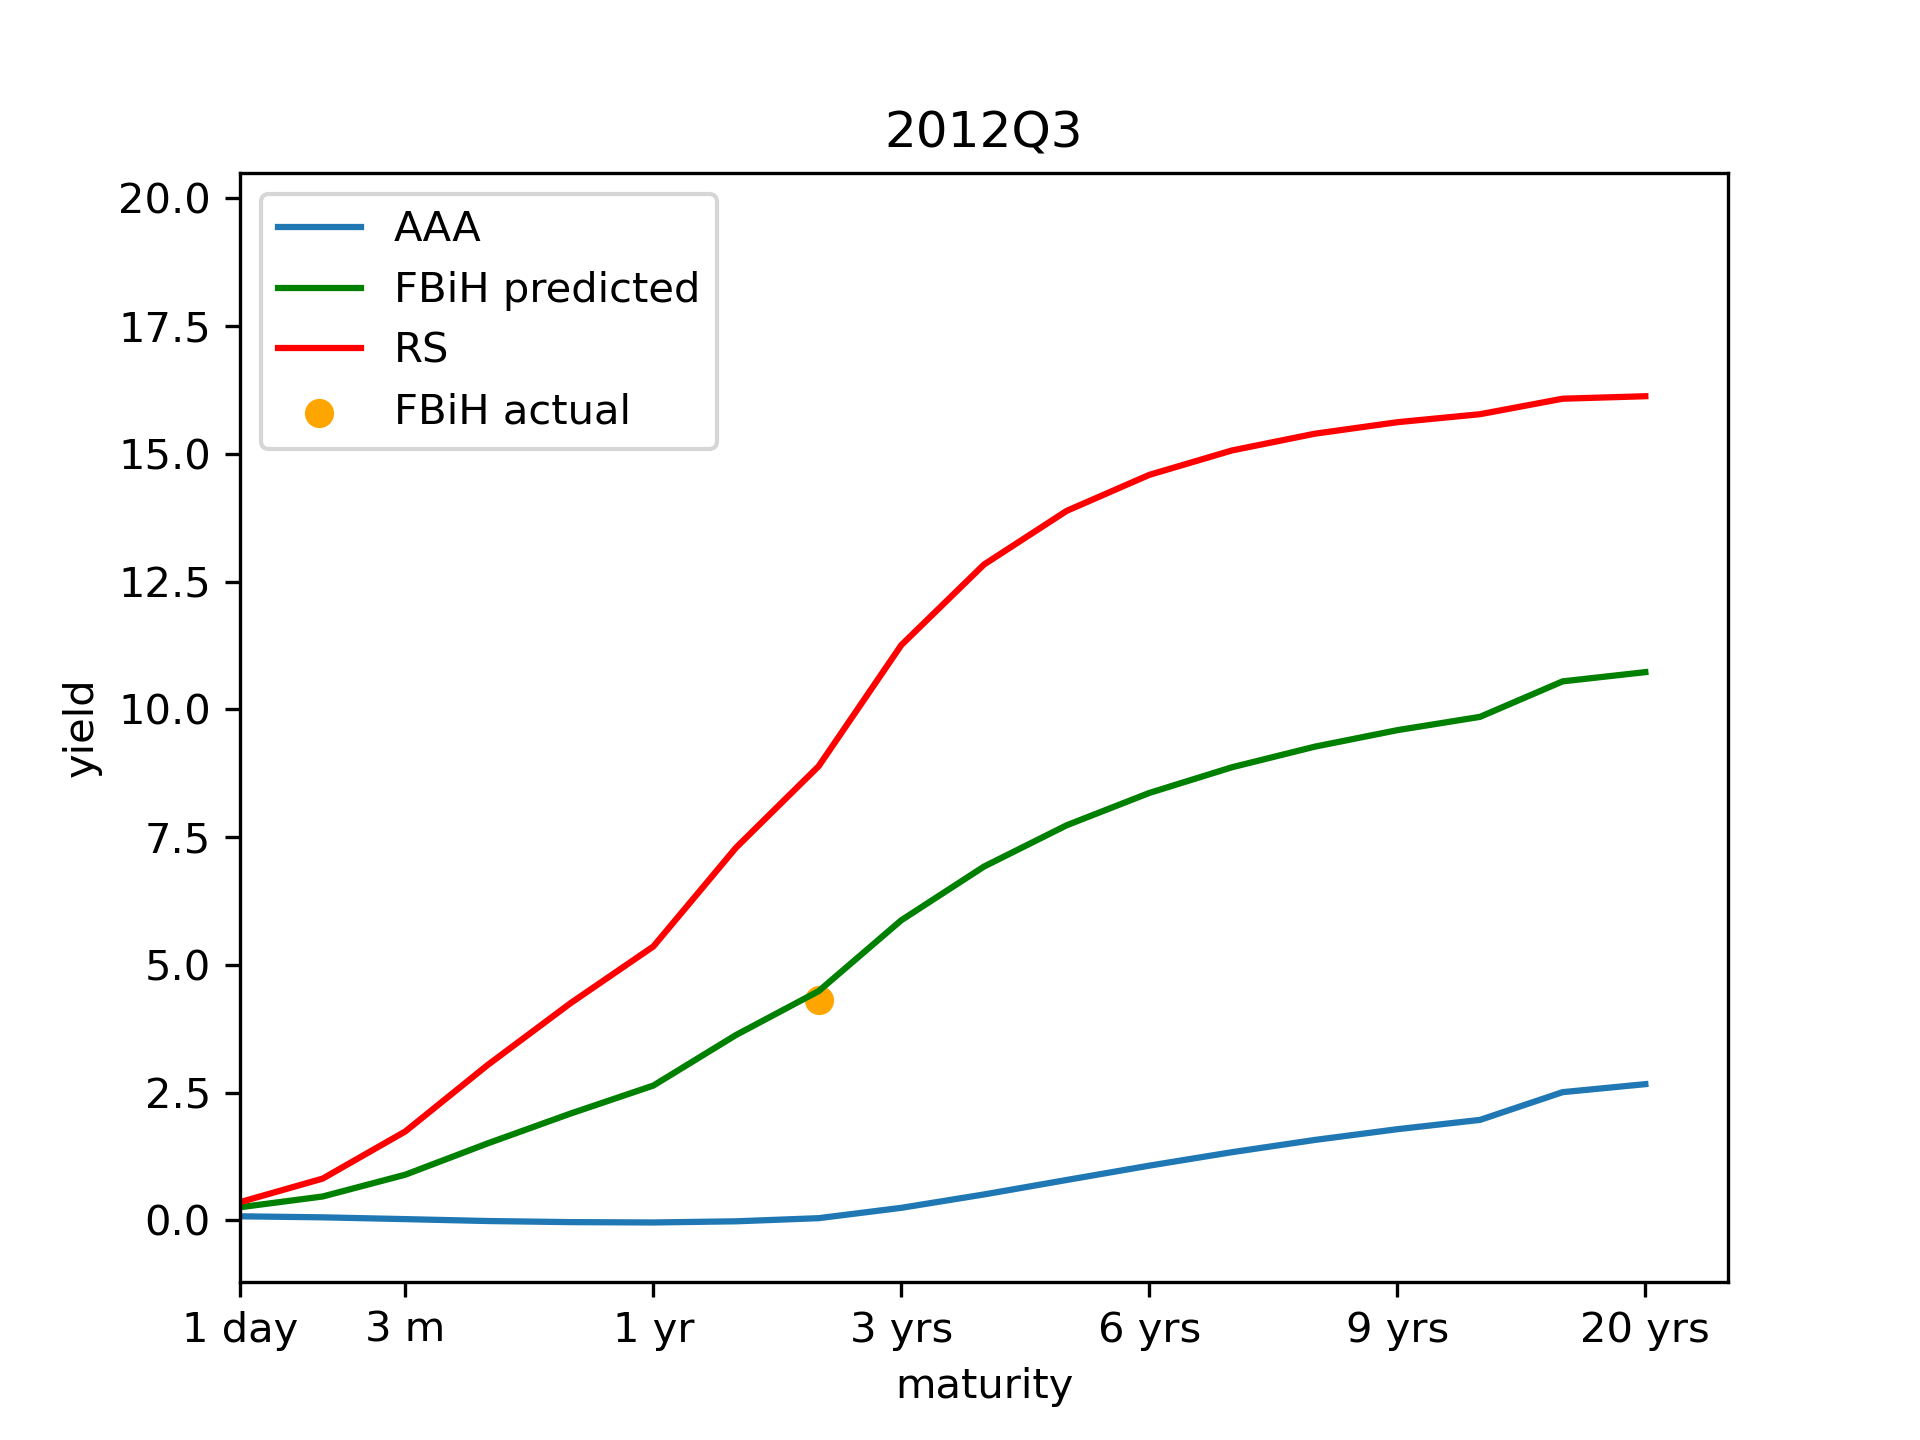 2012Q3
AAA
FBiH predicted
RS
FBiH actual
20.0
17.5
15.0
12.5
10.0
7.5
5.0
2.5
0.0
yield
1 day 3 m 1 yr 3 yrs 6 yrs 9 yrs 20 yrs
maturity